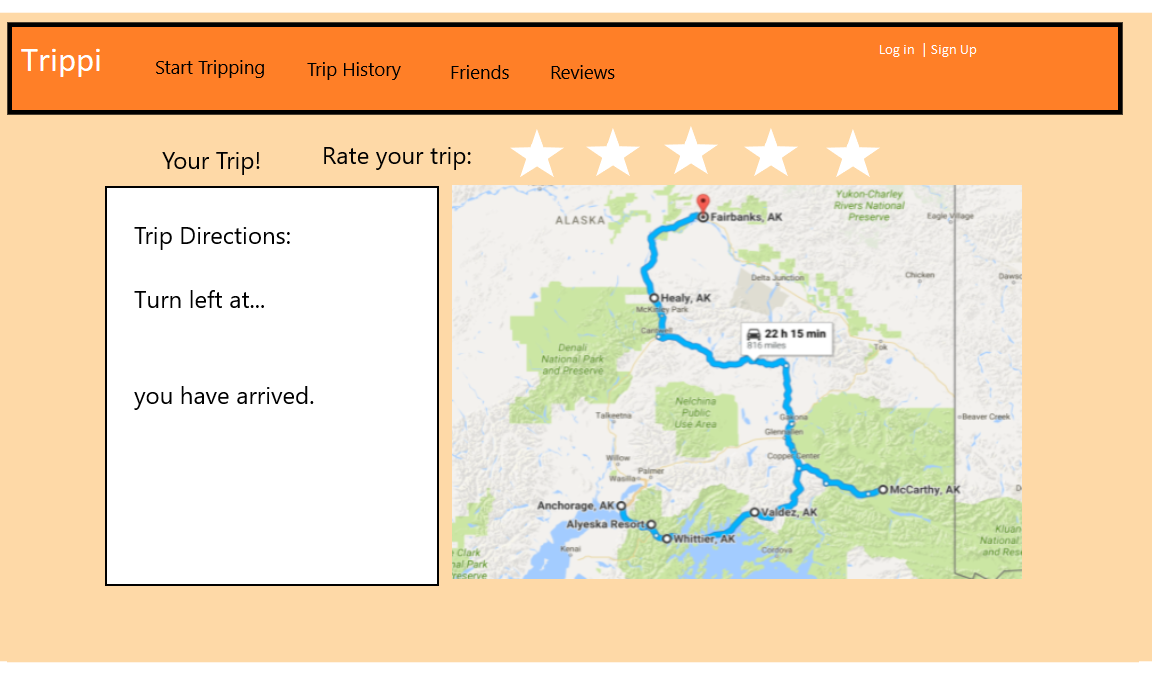 Trippi
Start Tripping
Trip History
Friends
Reviews
Log in | Sign Up
Your Trip!
Rate your trip:
Trip Directions:
Turn left at...
you have arrived.
ALASKA
Fairbanks, AK
Yukon-Charley
Rivers National
Preserve
Eagle Village
Delta Junction
Chicken
Healy, AK
McKinley Park
Cantwell
22 h 15 min
816 miles
Tok
Denali
National Park
and Preserve
Nelchina
Public
Use Area
Talkeetna
Gakona
Glennallen
Beaver Creek
Willow
Palmer
Wasilla
Copper Center
McCarthy, AK
Anchorage, AK
Alyeska Resort
Valdez, AK
Whittier, AK
Kenai
Cordova
Clark
Kluan
National
and Res